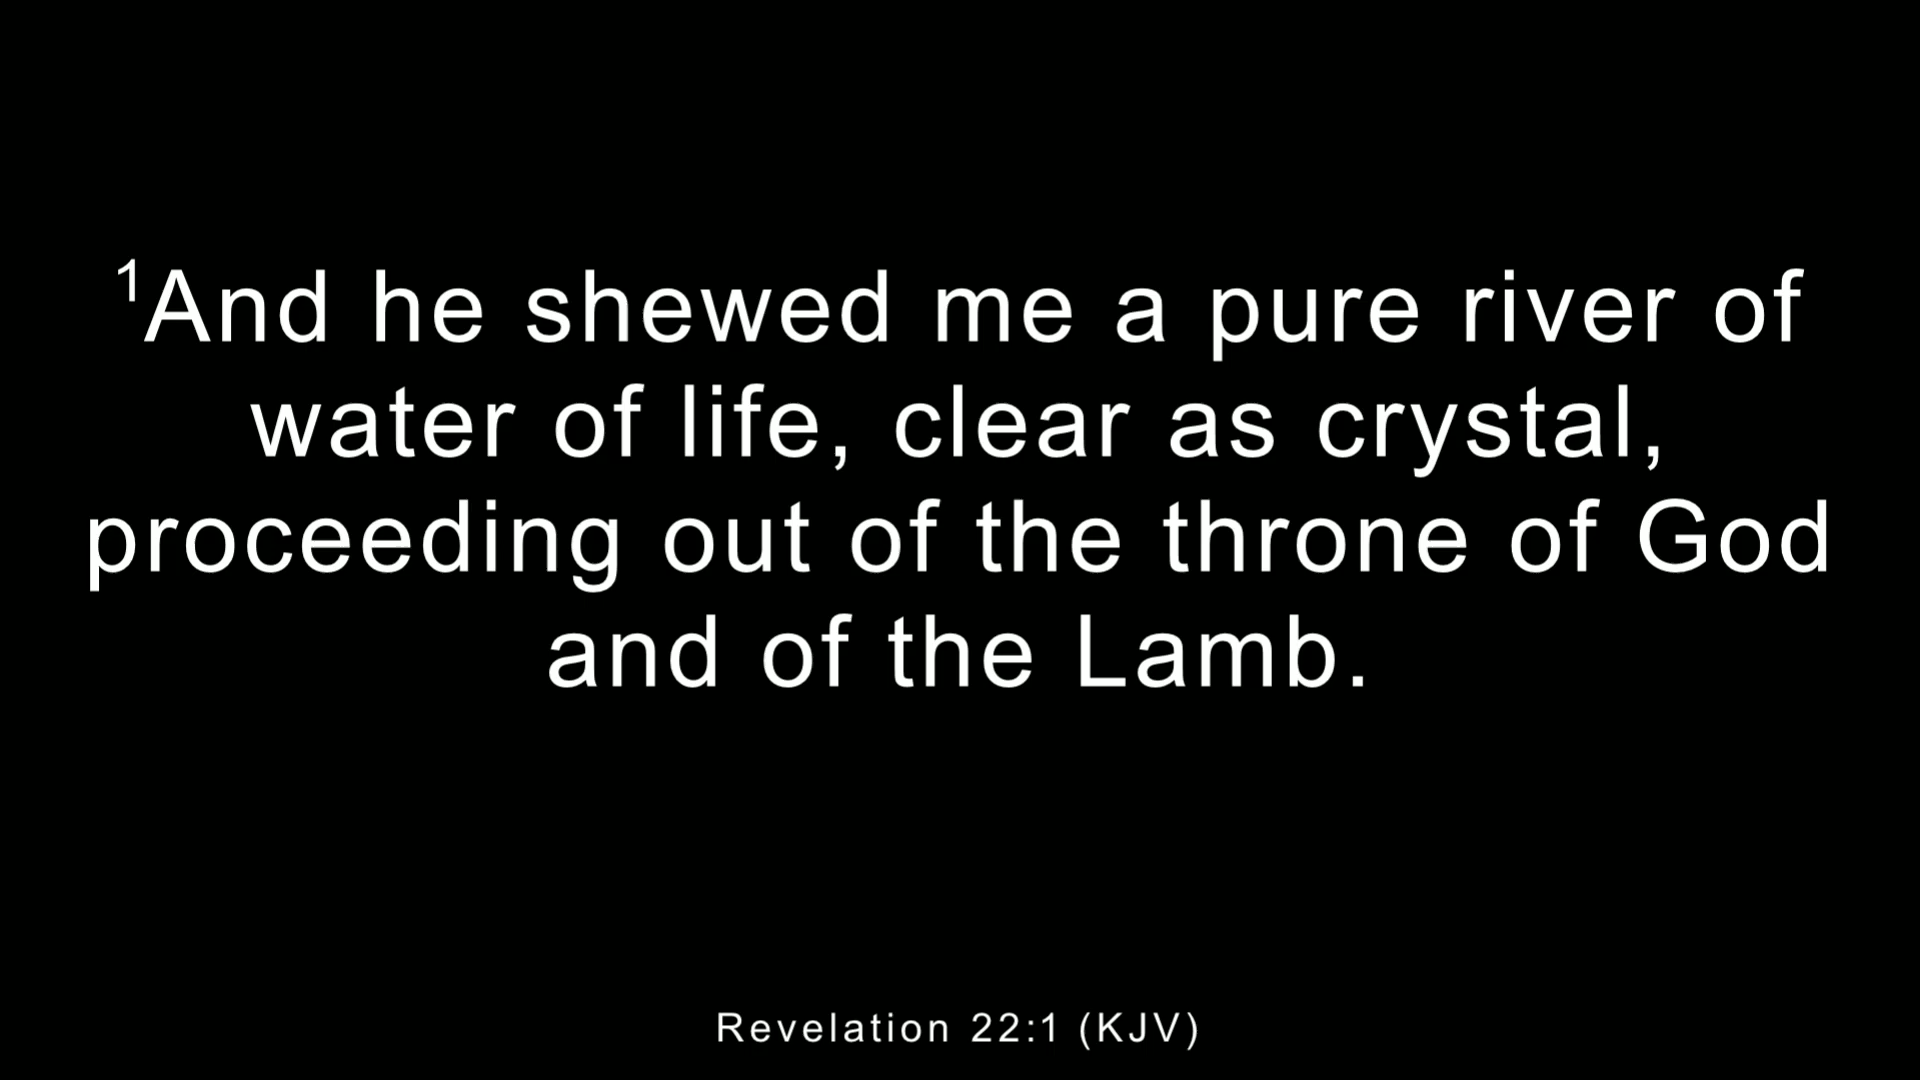 1And he shewed me a pure river of
water of life, clear as crystal,
proceeding out of the throne of God
and of the Lamb.
Revelation 22:1 (KJV)